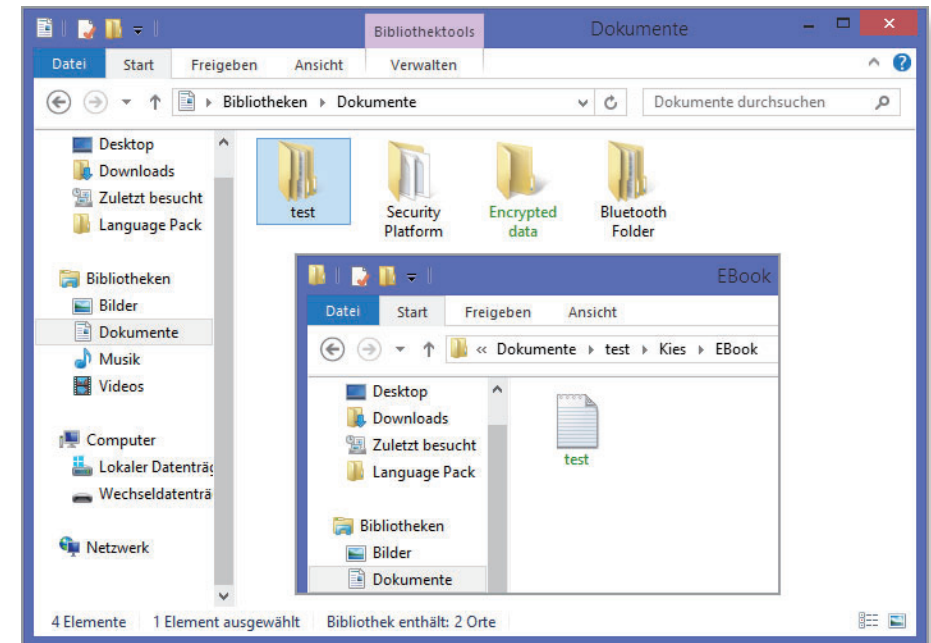 Bibliothektools
Dokumente
Datei Start Freigeben Ansicht Verwalten
Bibliotheken Dokumente Dokumente durchsuchen
Desktop
Downloads
Zuletzt besucht
Language Pack
Bibliotheken
Bilder
Dokumente
Musik
Videos
Computer
Lokaler Datenträg
Wechseldatenträ
Netzwerk
test
Security
Platform
Encrypted
data
Bluetooth
Folder
EBook
Datei Start Freigeben Ansicht
« Dokumente test Kies EBook
Desktop
Downloads
Zuletzt besucht
Language Pack
Bibliotheken
Bilder
Dokumente
test
4 Elemente 1 Element ausgewählt Bibliothek enthält: 2 Orte